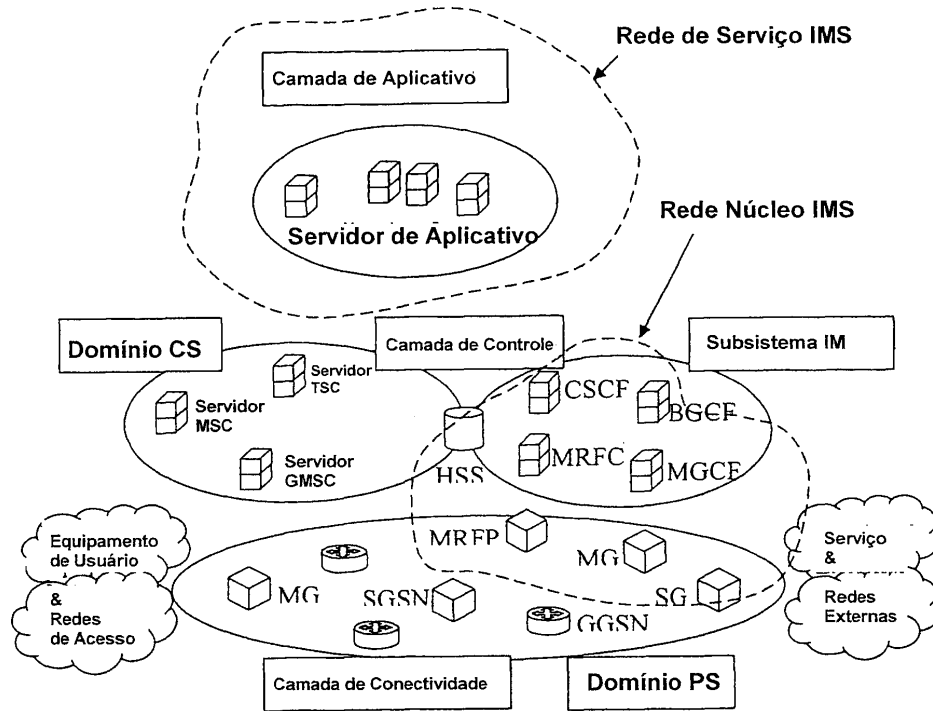 Rede de Serviço IMS
Camada de Aplicativo
Servidor de Aplicativo
Rede Núcleo IMS
Domínio CS
Camada de Controle
Subsistema IM
Servidor
TSC
Servidor
MSC
Servidor
GMSC
HSS
CSCF
BGCF
MRFC
MGCF
Equipamento
de Usuário
&
Redes
de Acesso
MRFP
MG
MG
SGSN
SG
GGSN
Serviço
&
Redes
Externas
Camada de Conectividade
Domínio PS